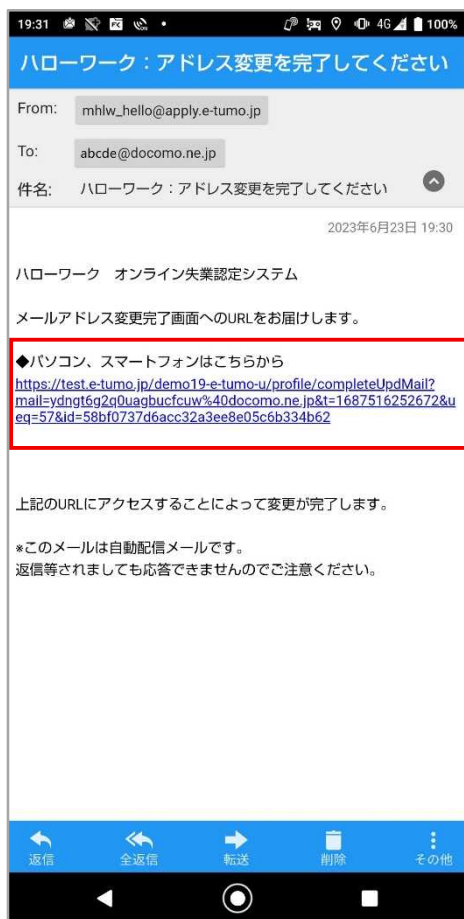 19:31 4G 100%
ハローワーク：アドレス変更を完了してください
From: mhlw_hello@apply.e-tumo.jp
To: abcde@docomo.ne.jp
件名: ハローワーク：アドレス変更を完了してください
2023年6月23日 19:30
ハローワーク　オンライン失業認定システム
メールアドレス変更完了画面へのURLをお届けします。
◆パソコン、スマートフォンはこちらから
https://test.e-tumo.jp/demo19-e-tumo-u/profile/completeUpdMail?
mail=ydngt6g2q0uagbucfcuw%40docomo.ne.jp&t=1687516252672&u
eq=57&id=58bf0737d6acc32a3ee8e05c6b334b62
上記のURLにアクセスすることによって変更が完了します。
*このメールは自動配信メールです。
返信等されましても応答できませんのでご注意ください。
返信 全返信 転送 削除 その他